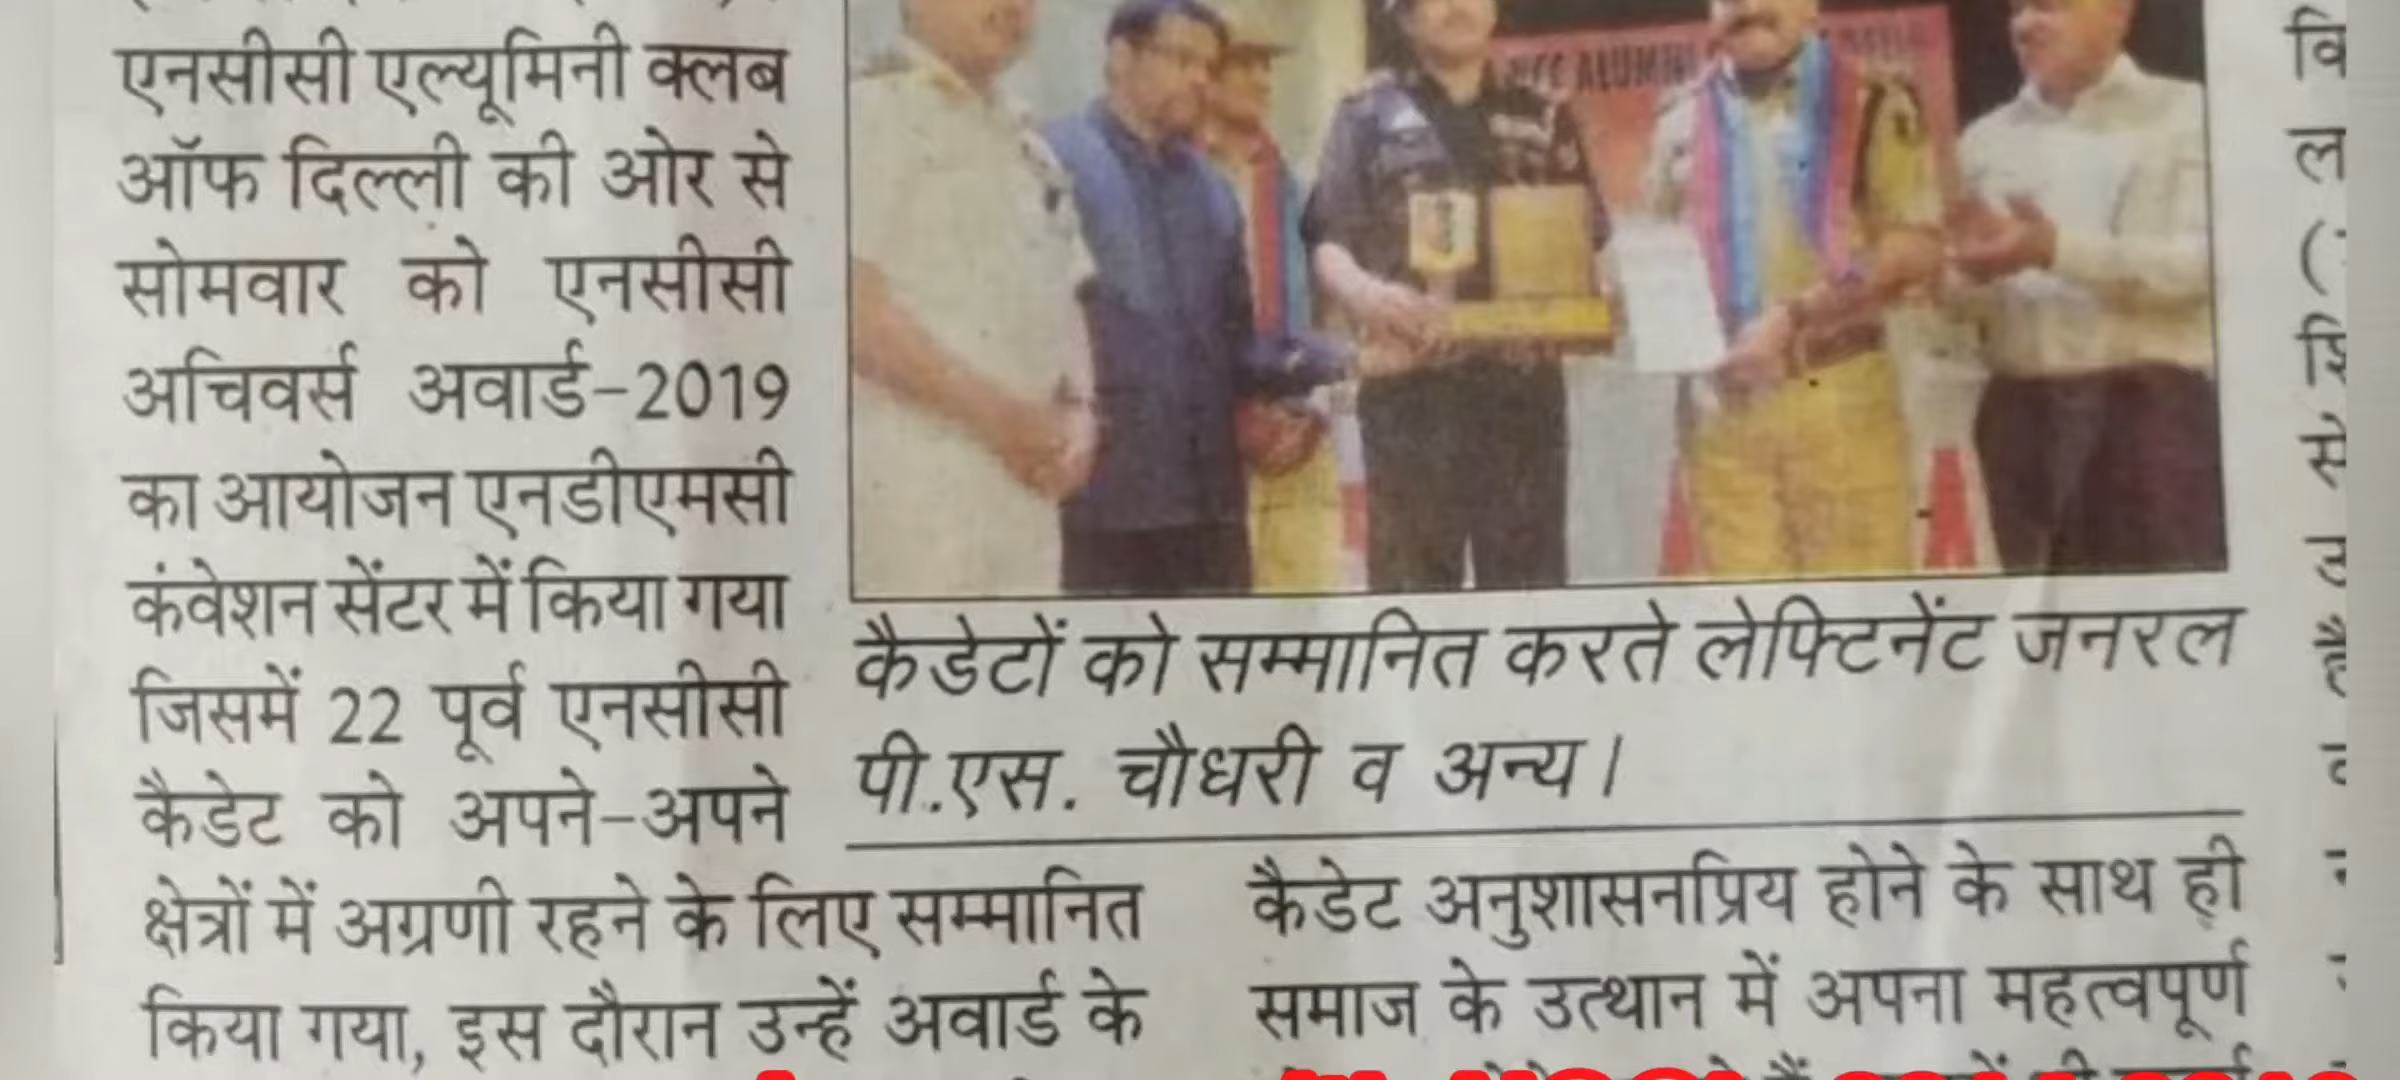 एनसीसी एल्यूमिनी क्लब
ऑफ दिल्ली की ओर से
सोमवार को एनसीसी
अचिवर्स अवार्ड-2019
का आयोजन एनडीएमसी
कंवेशन सेंटर में किया गया
जिसमें 22 पूर्व एनसीसी
कैडेट को अपने-अपने
क्षेत्रों में अग्रणी रहने के लिए सम्मानित
किया गया, इस दौरान उन्हें अवार्ड के
NCC ALUMNI
कैडेटों को सम्मानित करते लेफ्टिनेंट जनरल
पी.एस. चौधरी व अन्य।
कैडेट अनुशासनप्रिय होने के साथ ही
समाज के उत्थान में अपना महत्वपूर्ण